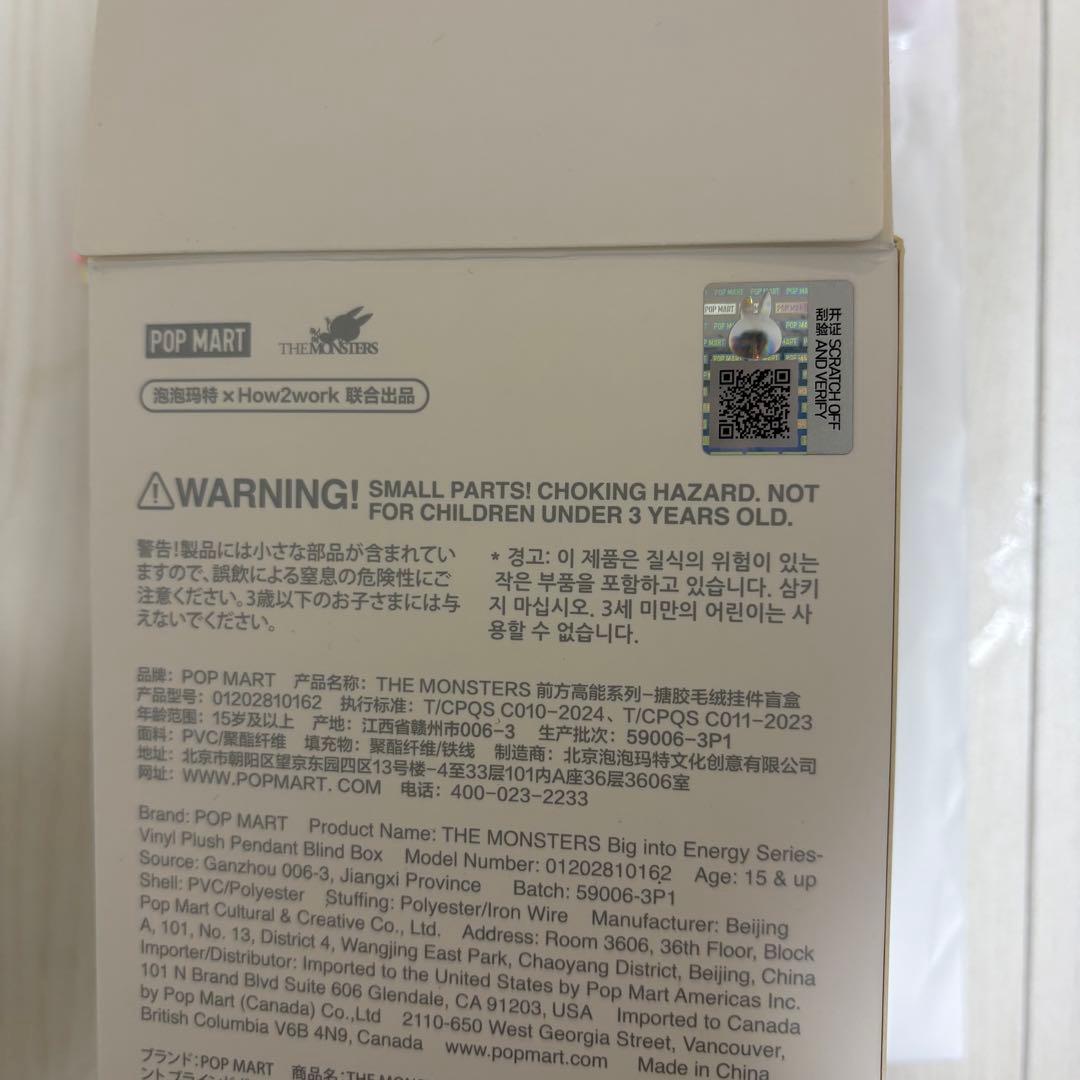 POP MART
THE MONSTERS
泡泡玛特×How2work 联合出品
POP MART
开 SCRATCH OFF
刮
证 AND VERIFY
验
WARNING! SMALL PARTS! CHOKING HAZARD. NOT
FOR CHILDREN UNDER 3 YEARS OLD.
警告!製品には小さな部品が含まれてい
ますので、誤飲による窒息の危険性にご
注意ください。3歳以下のお子さまには与
えないでください。
* 경고: 이 제품은 질식의 위험이 있는
작은 부품을 포함하고 있습니다. 삼키
지 마십시오. 3세 미만의 어린이는 사
용할 수 없습니다.
品牌: POP MART 产品名称: THE MONSTERS 前方高能系列-搪胶毛绒挂件盲盒
产品型号: 01202810162 执行标准: T/CPQS C010-2024、T/CPQS C011-2023
年龄范围: 15岁及以上 产地: 江西省赣州市006-3 生产批次: 59006-3P1
面料: PVC/聚酯纤维 填充物: 聚酯纤维/铁线 制造商: 北京泡泡玛特文化创意有限公司
地址: 北京市朝阳区望京东园四区13号楼-4至33层101内A座36层3606室
网址: WWW.POPMART.COM 电话: 400-023-2233
Brand: POP MART Product Name: THE MONSTERS Big into Energy Series-
Vinyl Plush Pendant Blind Box Model Number: 01202810162 Age: 15 & up
Source: Ganzhou 006-3, Jiangxi Province Batch: 59006-3P1
Shell: PVC/Polyester Stuffing: Polyester/Iron Wire Manufacturer: Beijing
Pop Mart Cultural & Creative Co., Ltd. Address: Room 3606, 36th Floor, Block
A, 101, No. 13, District 4, Wangjing East Park, Chaoyang District, Beijing, China
Importer/Distributor: Imported to the United States by Pop Mart Americas Inc.
101 N Brand Blvd Suite 606 Glendale, CA 91203, USA Imported to Canada
by Pop Mart (Canada) Co.,Ltd 2110-650 West Georgia Street, Vancouver,
British Columbia V6B 4N9, Canada www.popmart.com Made in China
ブランド:POP MART 商品名:THE MONS